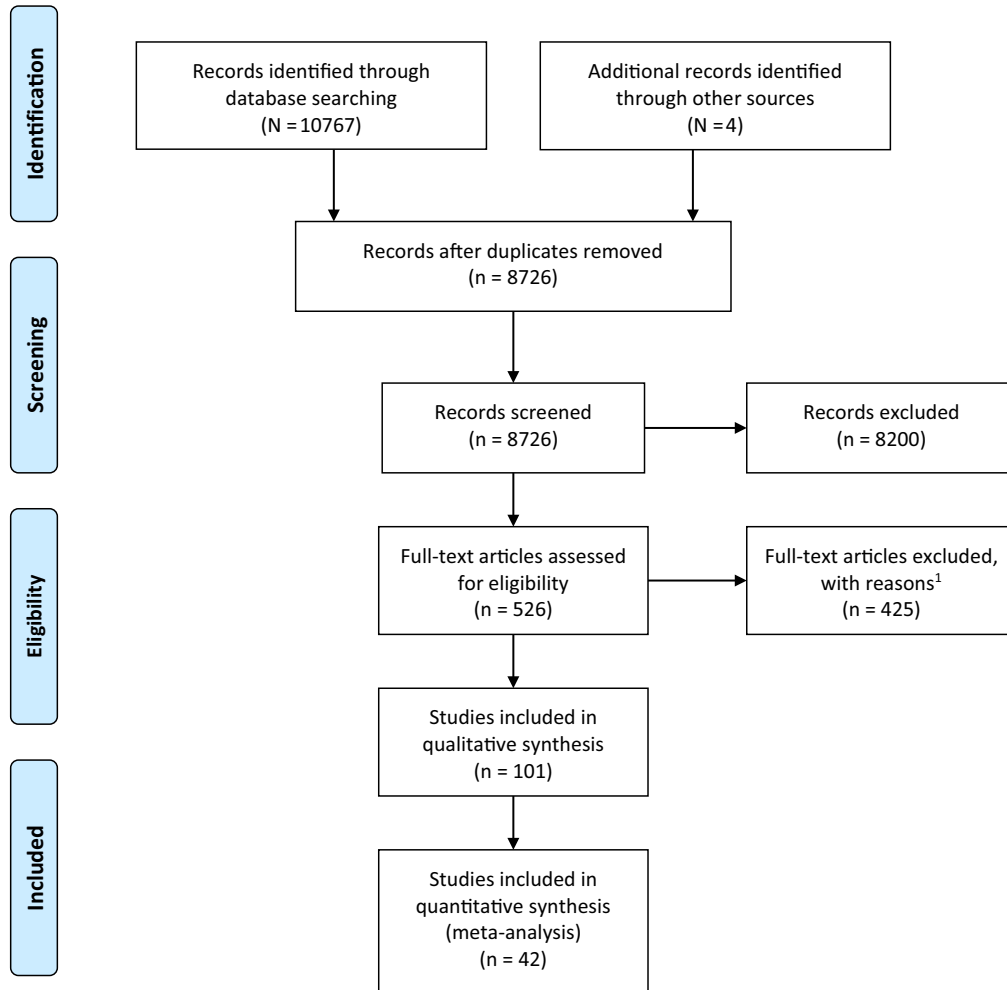 Identification
Records identified through
database searching
(N = 10767)
Additional records identified
through other sources
(N = 4)
Records after duplicates removed
(n = 8726)
Screening
Records screened
(n = 8726)
Records excluded
(n = 8200)
Eligibility
Full-text articles assessed
for eligibility
(n = 526)
Full-text articles excluded,
with reasons¹
(n = 425)
Studies included in
qualitative synthesis
(n = 101)
Included
Studies included in
quantitative synthesis
(meta-analysis)
(n = 42)